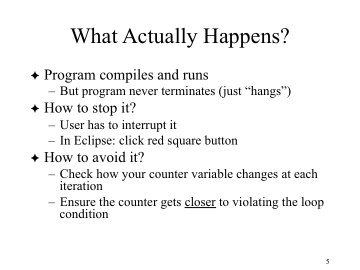 What Actually Happens?
✦ Program compiles and runs
– But program never terminates (just “hangs”)
✦ How to stop it?
– User has to interrupt it
– In Eclipse: click red square button
✦ How to avoid it?
– Check how your counter variable changes at each
iteration
– Ensure the counter gets closer to violating the loop
condition
5